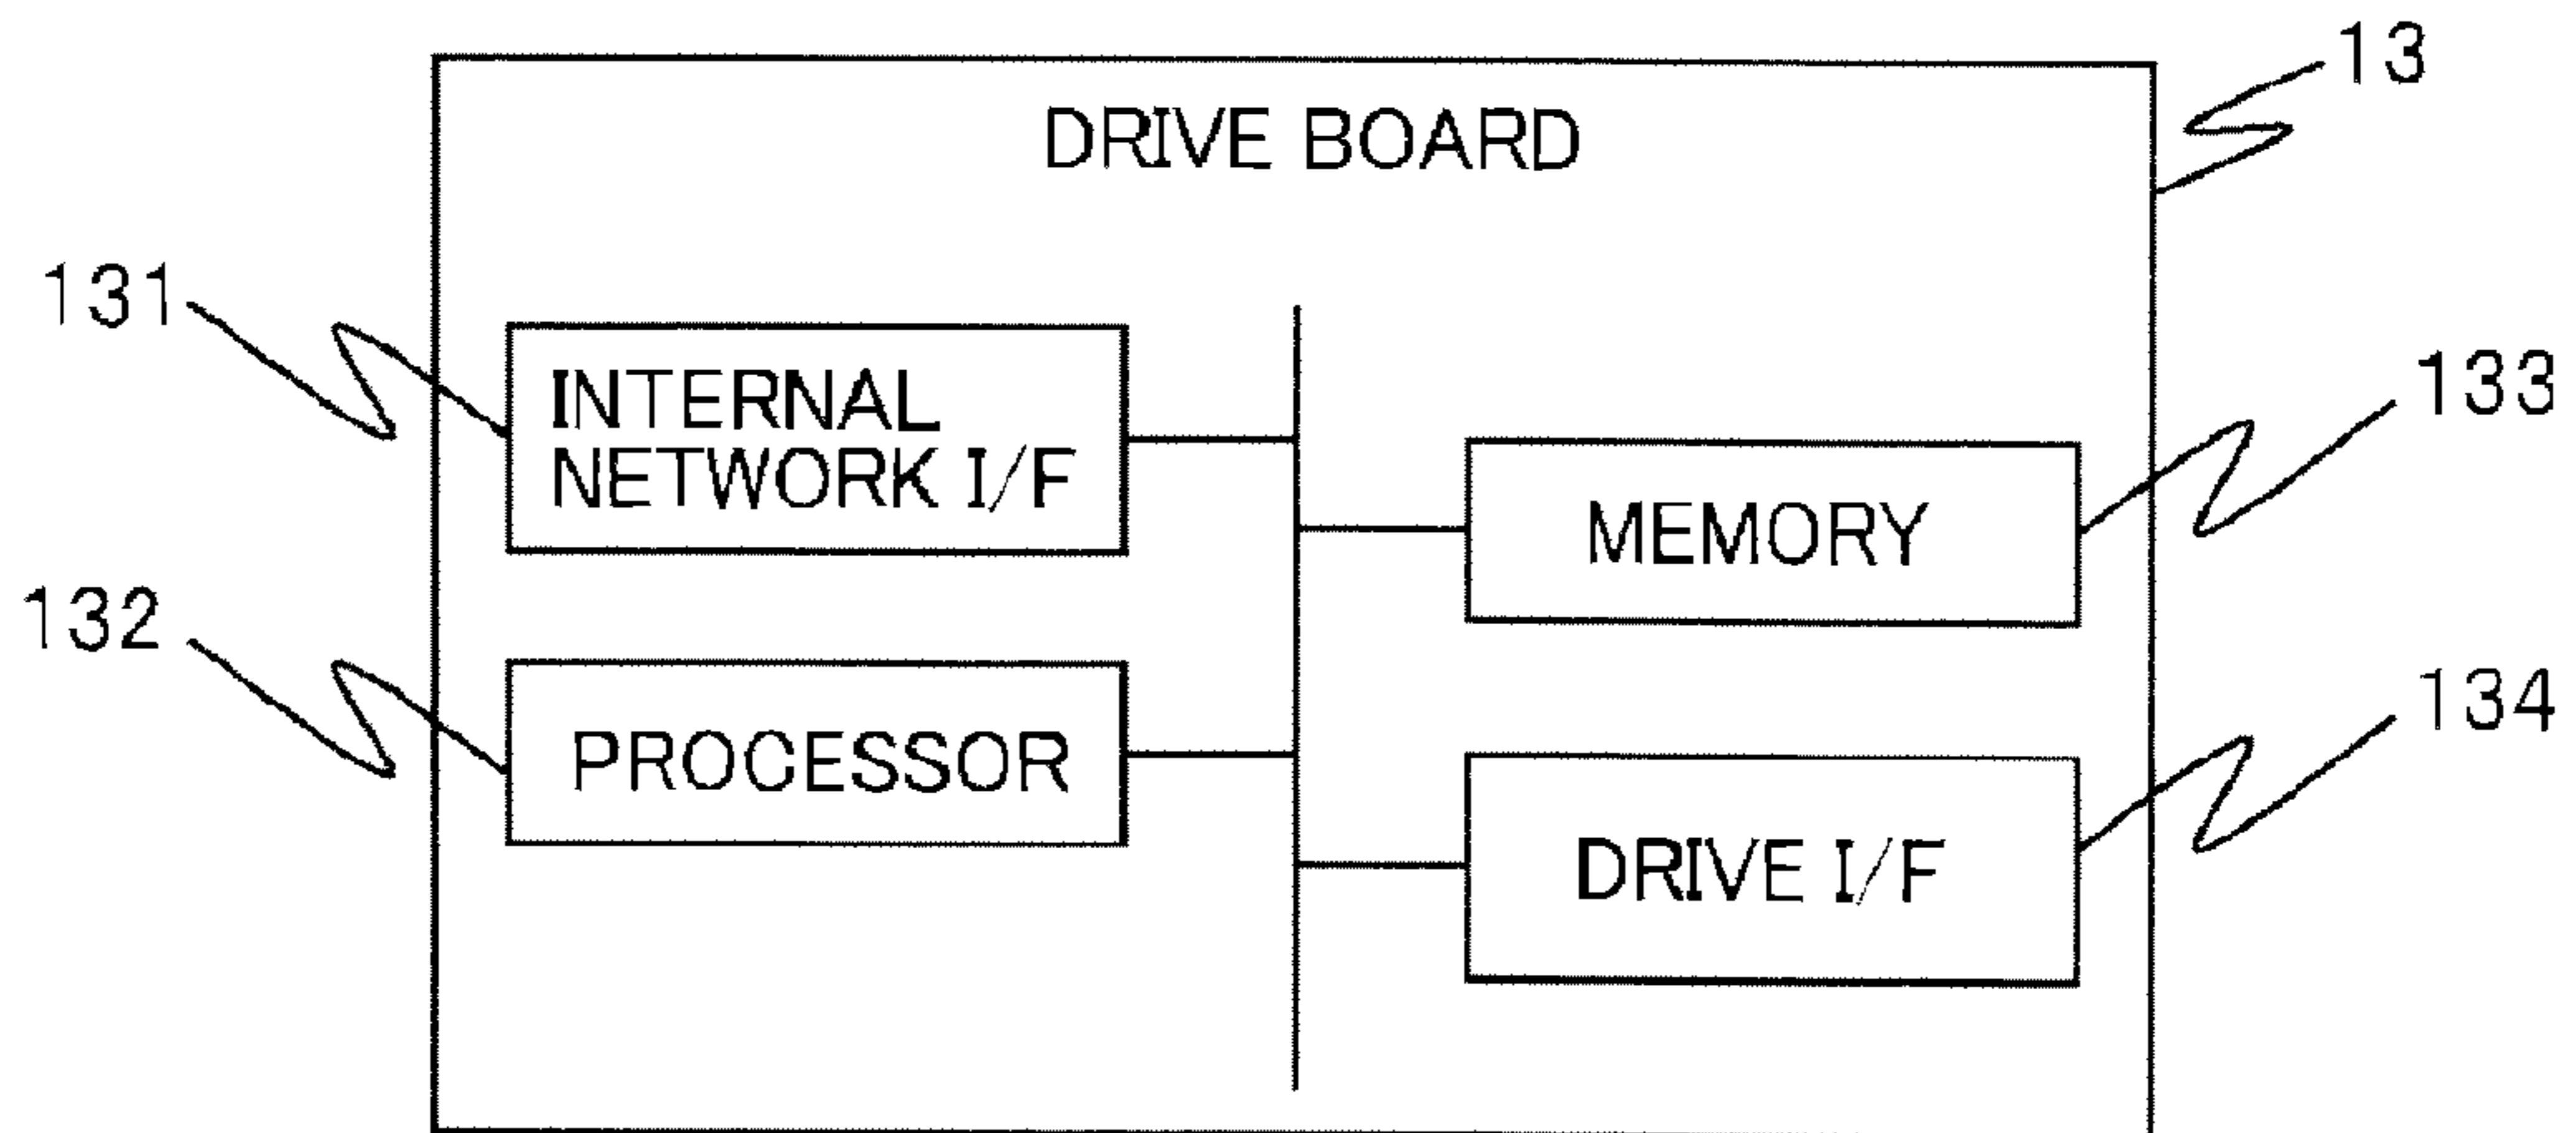 13
DRIVE BOARD
131
INTERNAL
NETWORK I/F
133
MEMORY
132
PROCESSOR
134
DRIVE I/F